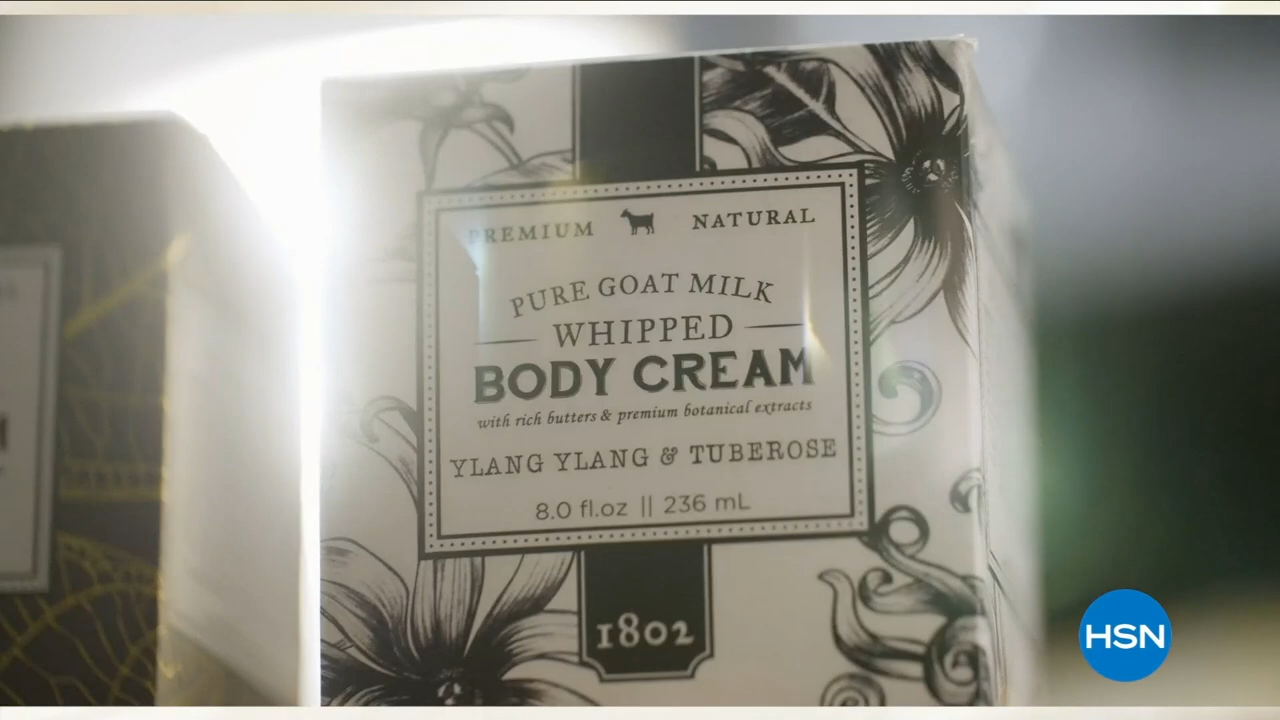 PREMIUM NATURAL
PURE GOAT MILK
WHIPPED
BODY CREAM
with rich butters & premium botanical extracts
YLANG YLANG & TUBEROSE
8.0 fl.oz || 236 mL
1802
HSN